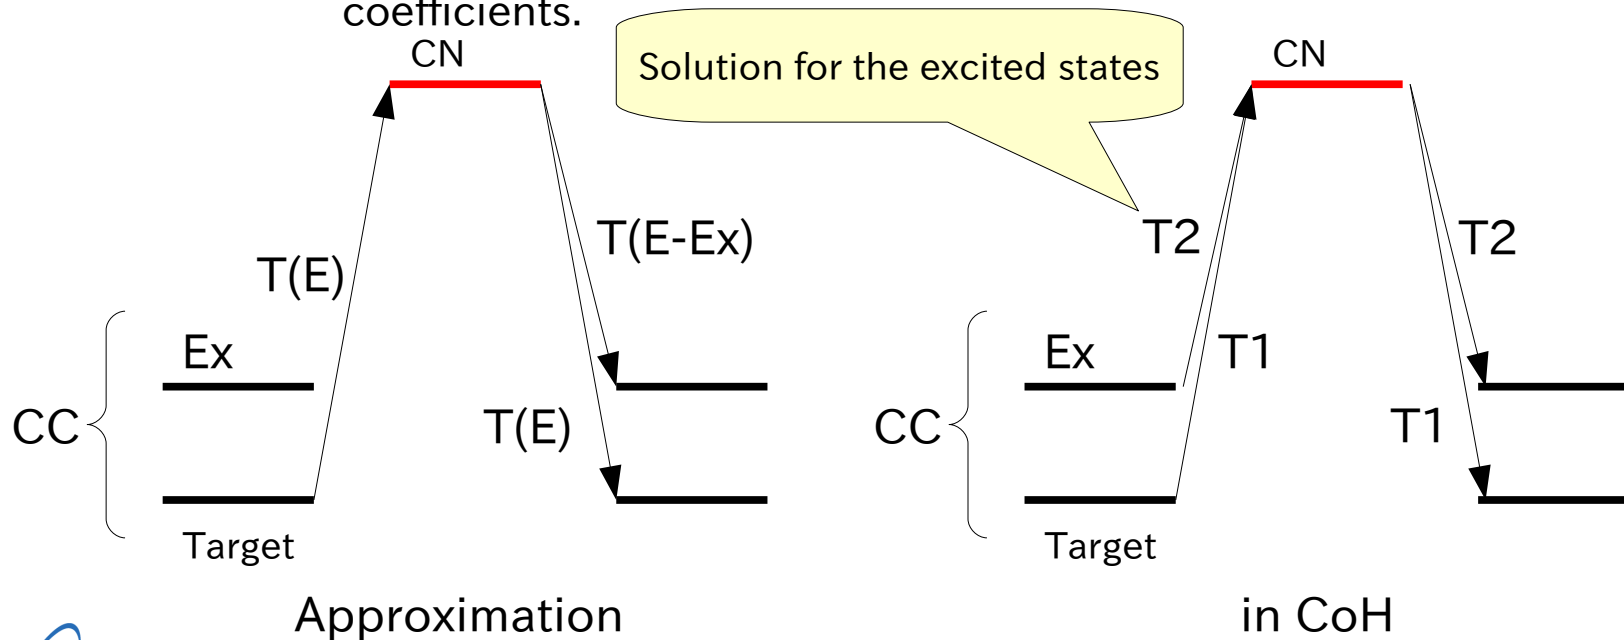 coefficients.
CN
Solution for the excited states
CN
T(E)
T(E-Ex)
T2
T2
Ex
Ex
T1
CC
T(E)
CC
T1
Target
Target
Approximation
in CoH